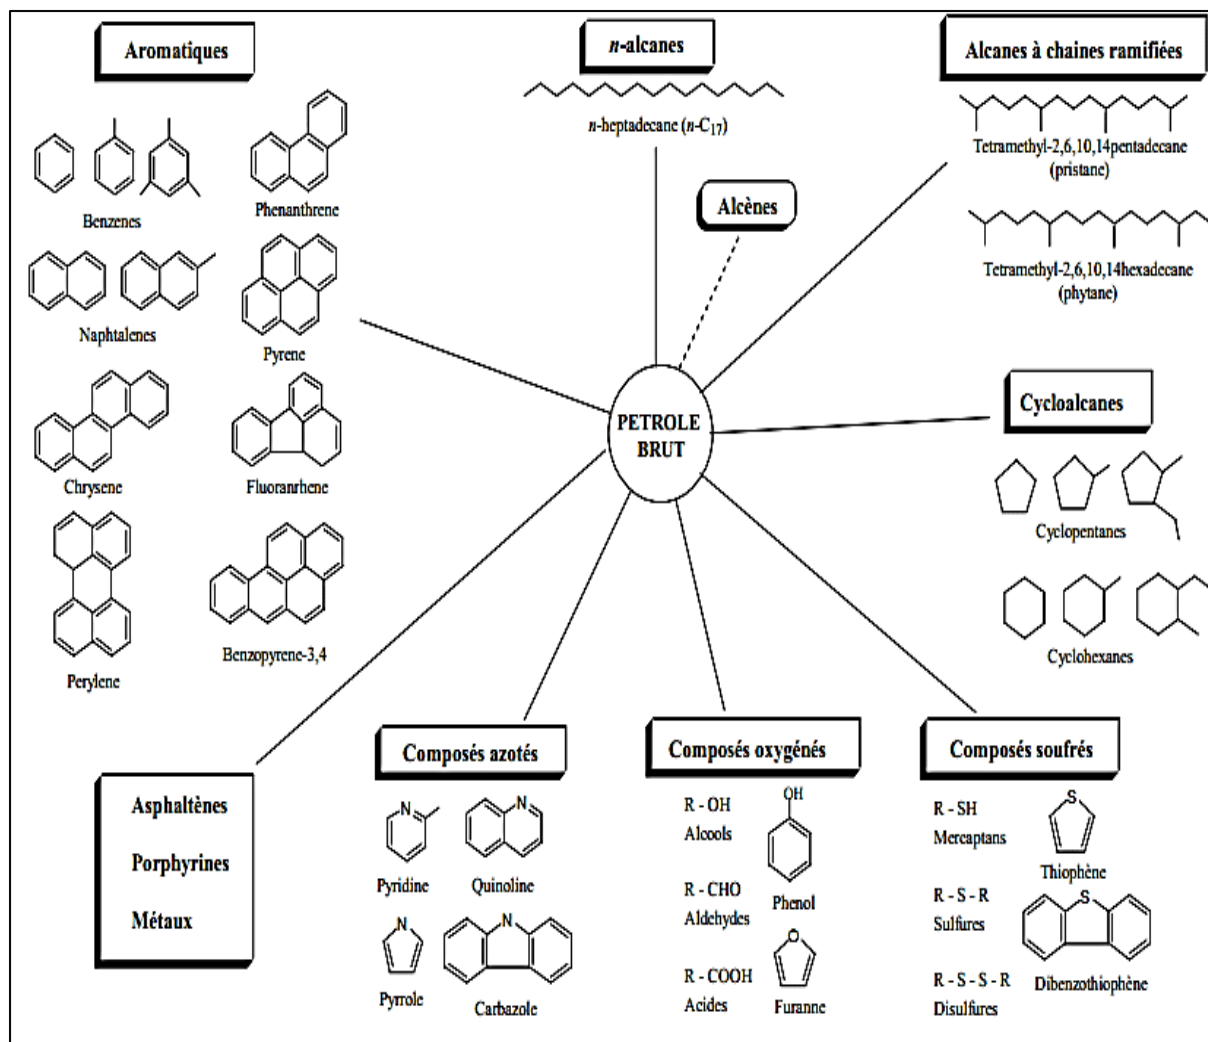 Aromatiques
Benzenes
Phenanthrene
Naphtalenes
Pyrene
Chrysene
Fluoranrhene
Perylene
Benzopyrene-3,4
n-alcanes
n-heptadecane (n-C17)
Alcènes
Alcanes à chaines ramifiées
Tetramethyl-2,6,10,14pentadecane
(pristane)
Tetramethyl-2,6,10,14hexadecane
(phytane)
PETROLE
BRUT
Cycloalcanes
Cyclopentanes
Cyclohexanes
Asphaltènes
Porphyrines
Métaux
Composés azotés
N
Pyridine
N
Quinoline
N
Pyrrole
N
Carbazole
Composés oxygénés
R - OH
Alcools
OH
Phenol
R - CHO
Aldehydes
R - COOH
Acides
O
Furanne
Composés soufrés
R - SH
Mercaptans
S
Thiophène
R - S - R
Sulfures
S
Dibenzothiophène
R - S - S - R
Disulfures